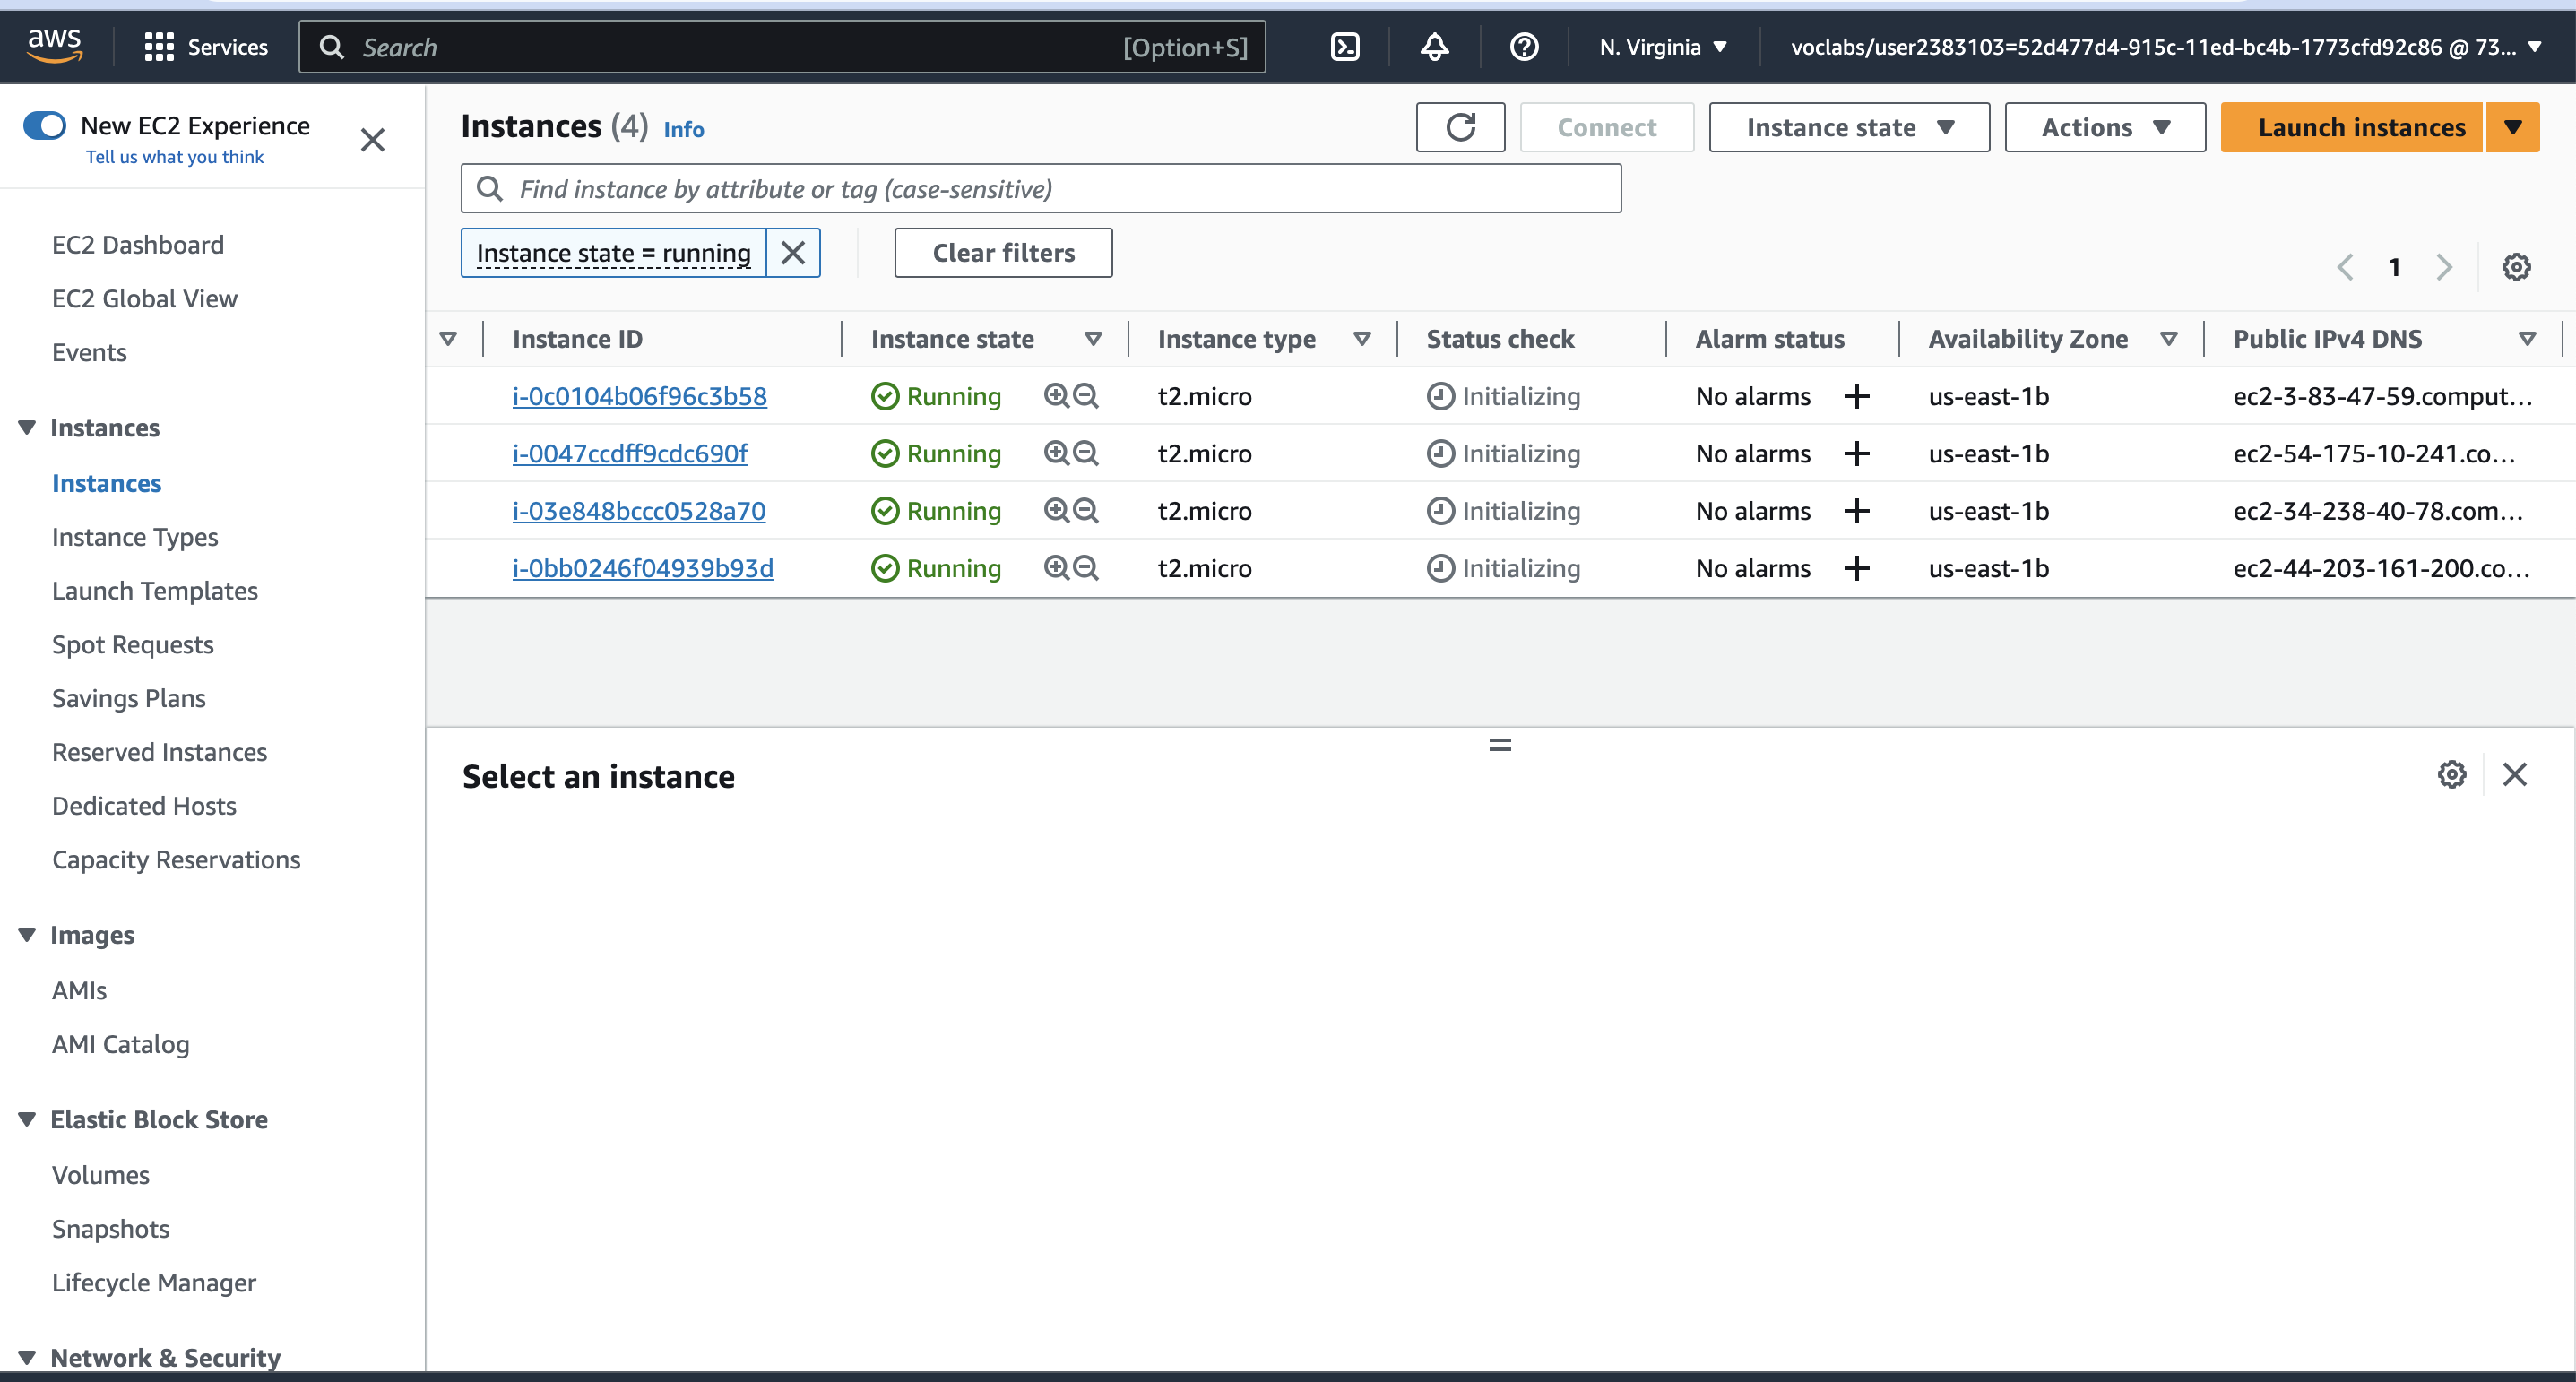 aws
Services
Search [Option+S]
N. Virginia
voclabs/user2383103=52d477d4-915c-11ed-bc4b-1773cfd92c86 @ 73...
New EC2 Experience
Tell us what you think
EC2 Dashboard
EC2 Global View
Events
Instances
Instances
Instance Types
Launch Templates
Spot Requests
Savings Plans
Reserved Instances
Dedicated Hosts
Capacity Reservations
Images
AMIs
AMI Catalog
Elastic Block Store
Volumes
Snapshots
Lifecycle Manager
Network & Security
Instances (4) Info
Connect
Instance state
Actions
Launch instances
Find instance by attribute or tag (case-sensitive)
Instance state = running
Clear filters
1
Instance ID Instance state Instance type Status check Alarm status Availability Zone Public IPv4 DNS
i-0c0104b06f96c3b58 Running t2.micro Initializing No alarms + us-east-1b ec2-3-83-47-59.comput...
i-0047ccdff9cdc690f Running t2.micro Initializing No alarms + us-east-1b ec2-54-175-10-241.co...
i-03e848bccc0528a70 Running t2.micro Initializing No alarms + us-east-1b ec2-34-238-40-78.com...
i-0bb0246f04939b93d Running t2.micro Initializing No alarms + us-east-1b ec2-44-203-161-200.co...
Select an instance